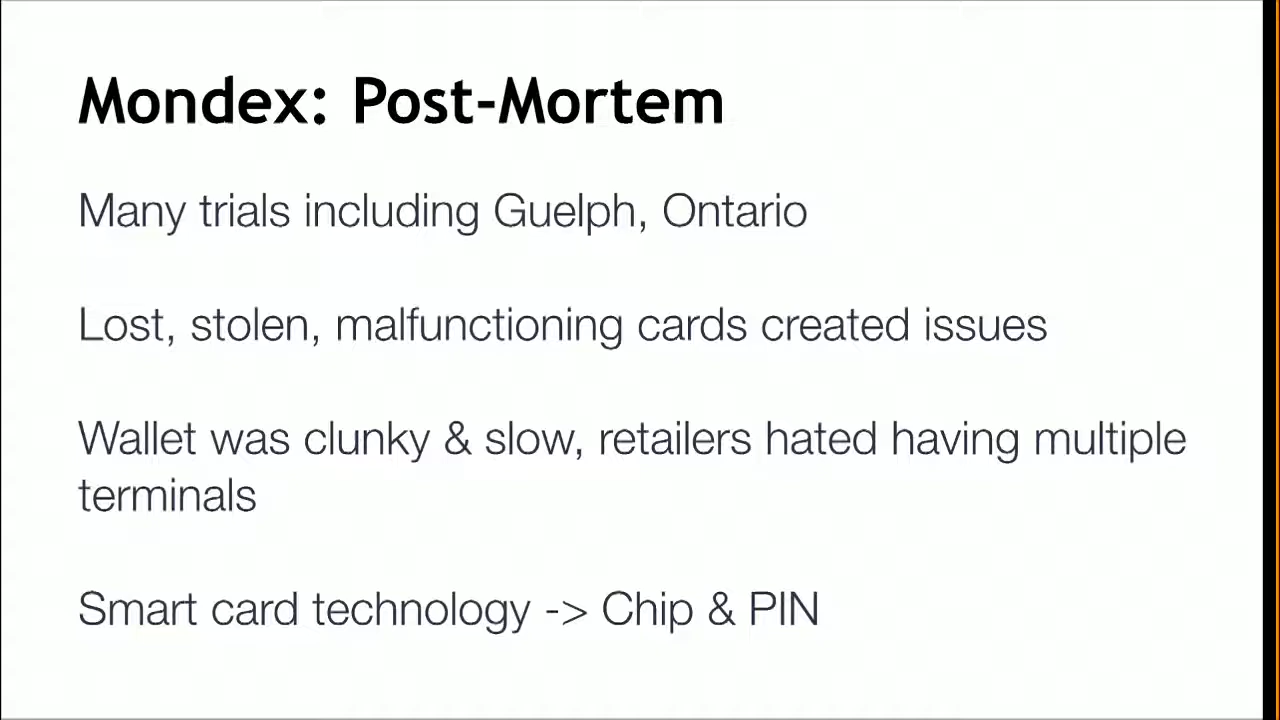 Mondex: Post-Mortem
Many trials including Guelph, Ontario
Lost, stolen, malfunctioning cards created issues
Wallet was clunky & slow, retailers hated having multiple
terminals
Smart card technology -> Chip & PIN